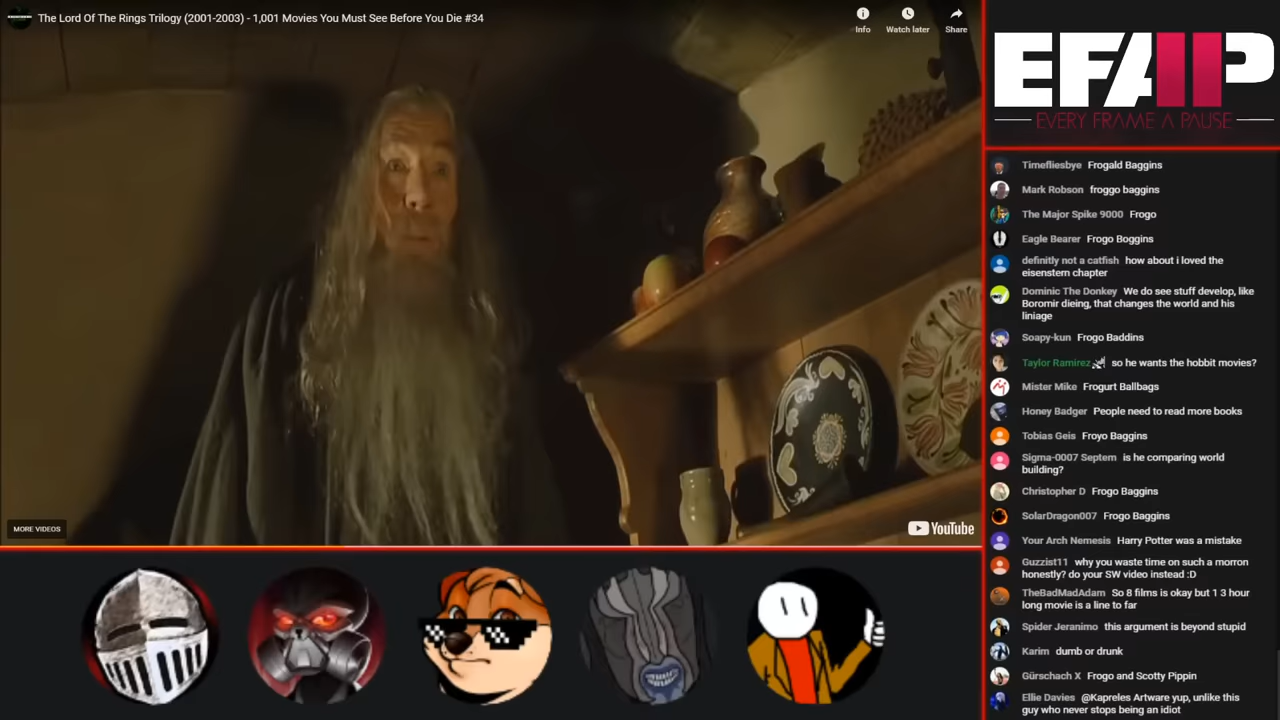 The Lord Of The Rings Trilogy (2001-2003) - 1,001 Movies You Must See Before You Die #34
Info
Watch later
Share
MORE VIDEOS
YouTube
EFAP
EVERY FRAME A PAUSE
Timefliesbye Frogald Baggins
Mark Robson froggo baggins
The Major Spike 9000 Frogo
Eagle Bearer Frogo Boggins
definitly not a catfish how about i loved the
eisenstern chapter
Dominic The Donkey We do see stuff develop, like
Boromir dieing, that changes the world and his
liniage
Soapy-kun Frogo Baddins
Taylor Ramirez so he wants the hobbit movies?
Mister Mike Frogurt Ballbags
Honey Badger People need to read more books
Tobias Geis Froyo Baggins
Sigma-0007 Septem is he comparing world
building?
Christopher D Frogo Baggins
SolarDragon007 Frogo Baggins
Your Arch Nemesis Harry Potter was a mistake
Guzzist11 why you waste time on such a morron
honestly? do your SW video instead :D
TheBadMadAdam So 8 films is okay but 1 3 hour
long movie is a line to far
Spider Jeranimo this argument is beyond stupid
Karim dumb or drunk
Gürschach X Frogo and Scotty Pippin
Ellie Davies @Kapreles Artware yup, unlike this
guy who never stops being an idiot